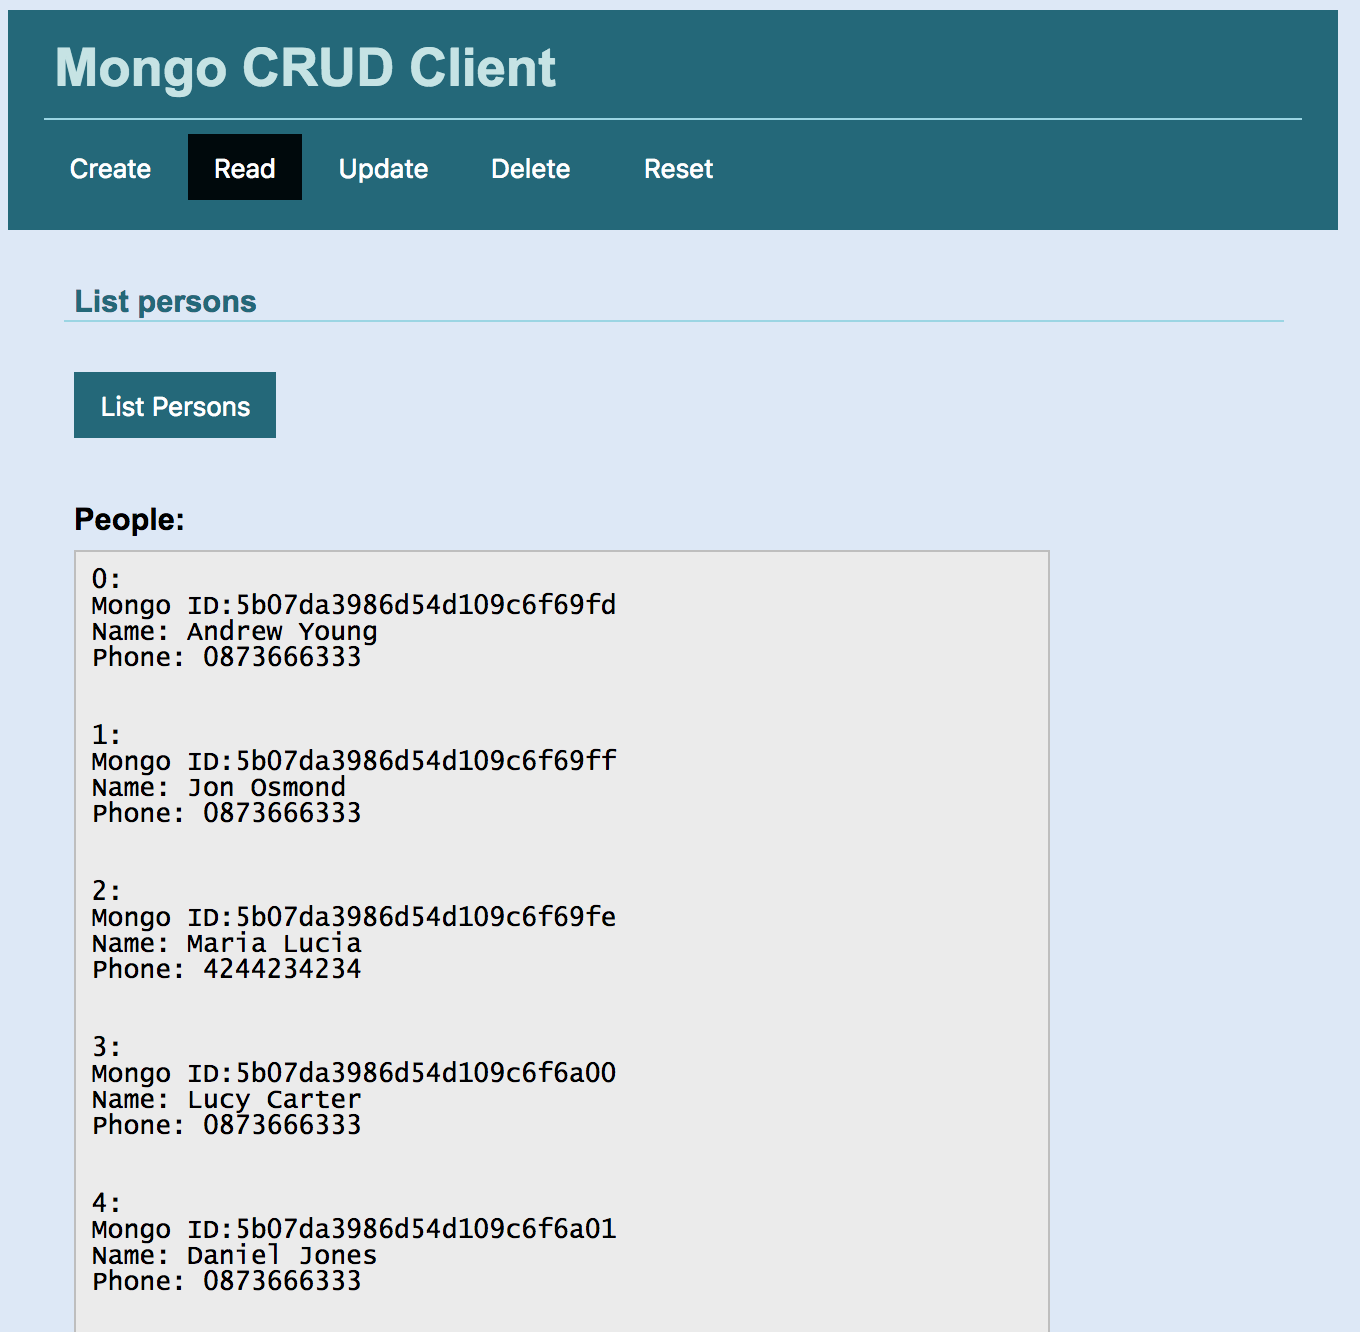 Mongo CRUD Client
Create Read Update Delete Reset
List persons
List Persons
People:
0:
Mongo ID:5b07da3986d54d109c6f69fd
Name: Andrew Young
Phone: 0873666333
1:
Mongo ID:5b07da3986d54d109c6f69ff
Name: Jon Osmond
Phone: 0873666333
2:
Mongo ID:5b07da3986d54d109c6f69fe
Name: Maria Lucia
Phone: 4244234234
3:
Mongo ID:5b07da3986d54d109c6f6a00
Name: Lucy Carter
Phone: 0873666333
4:
Mongo ID:5b07da3986d54d109c6f6a01
Name: Daniel Jones
Phone: 0873666333